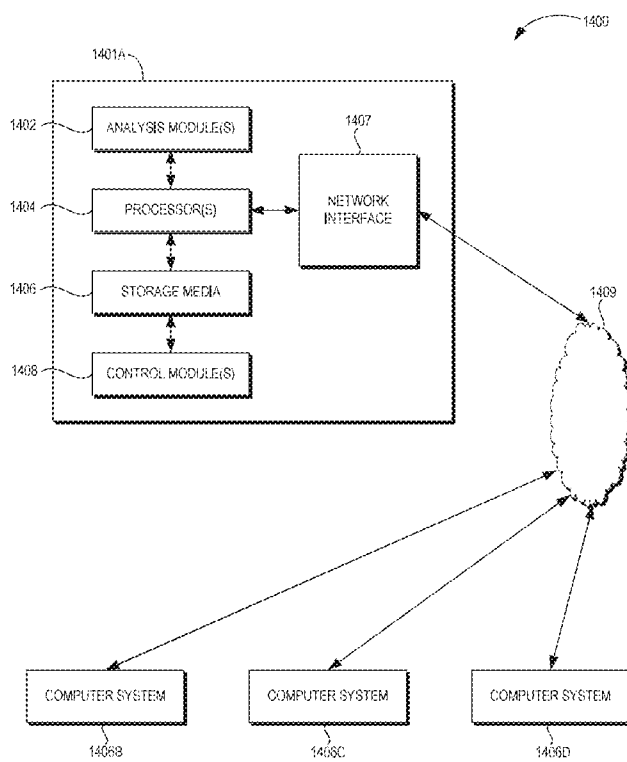 1400
1401A
1402
ANALYSIS MODULE(S)
1407
1404
PROCESSOR(S)
NETWORK
INTERFACE
1406
STORAGE MEDIA
1409
1408
CONTROL MODULE(S)
COMPUTER SYSTEM
COMPUTER SYSTEM
COMPUTER SYSTEM
1406B
1406C
1406D